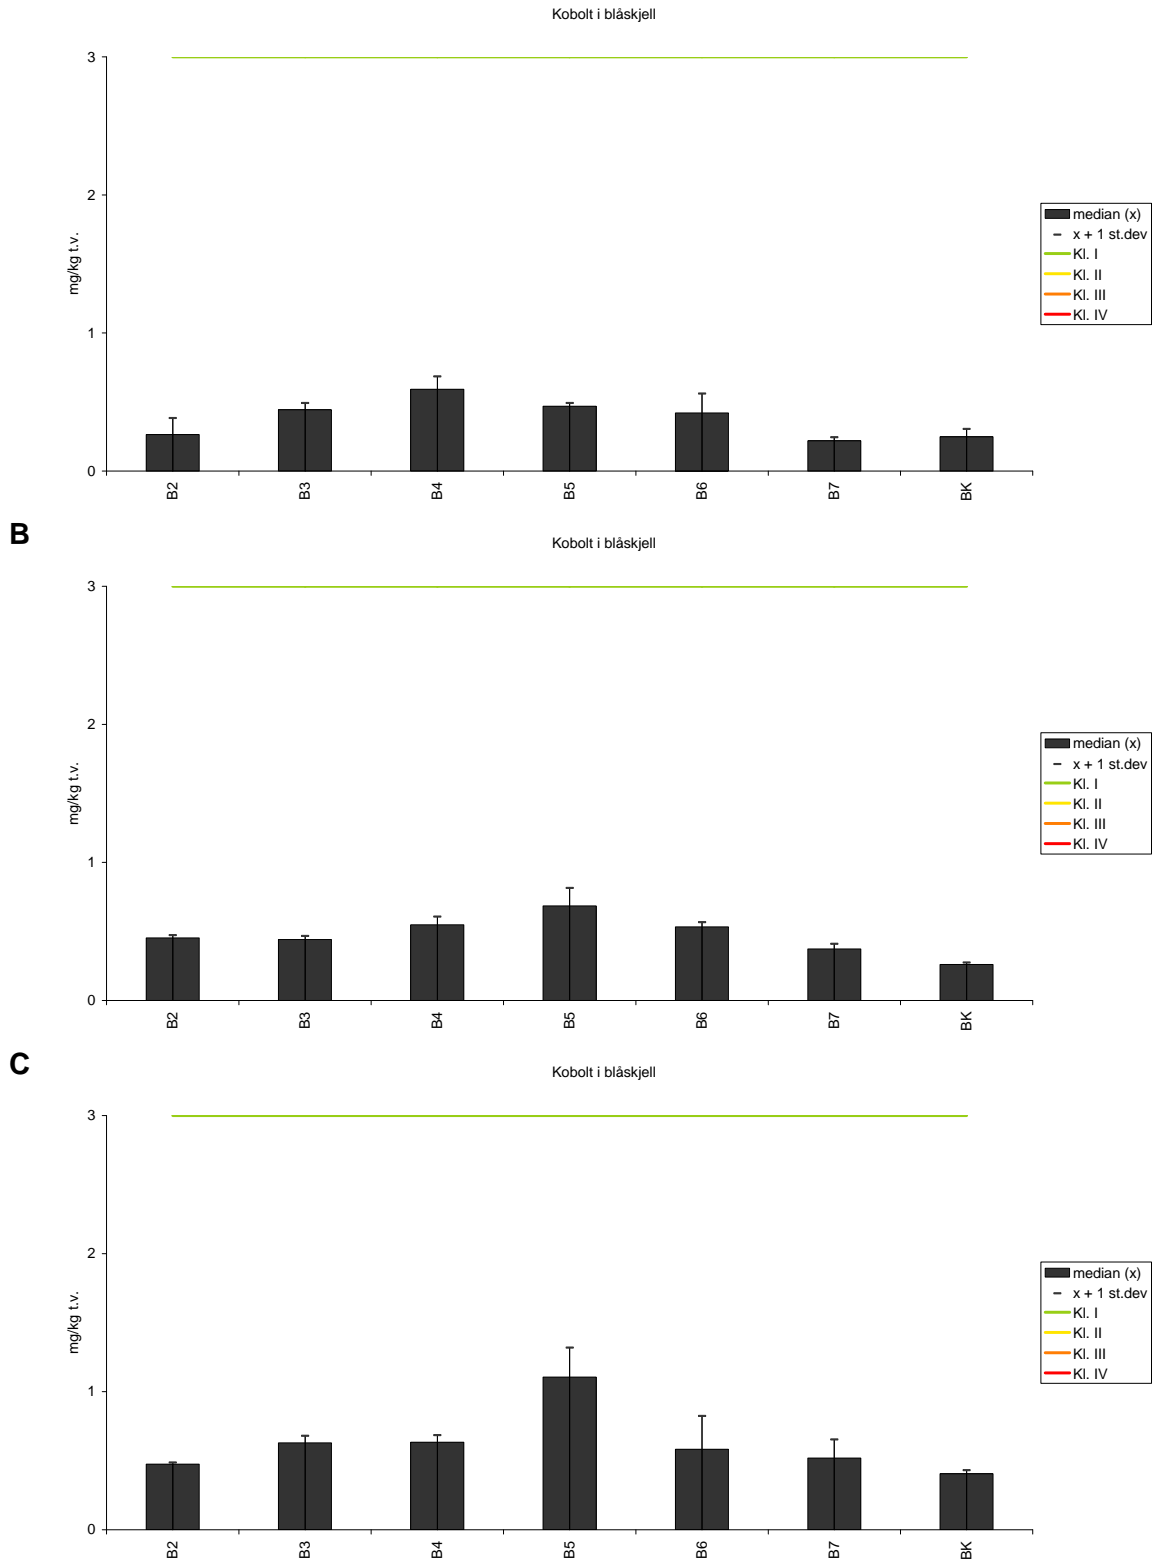 Kobolt i blåskjell
3
2
1
0
mg/kg t.v.
B2
B3
B4
B5
B6
B7
BK
median (x)
x + 1 st.dev
Kl. I
Kl. II
Kl. III
Kl. IV
B
Kobolt i blåskjell
3
2
1
0
mg/kg t.v.
B2
B3
B4
B5
B6
B7
BK
median (x)
x + 1 st.dev
Kl. I
Kl. II
Kl. III
Kl. IV
C
Kobolt i blåskjell
3
2
1
0
mg/kg t.v.
B2
B3
B4
B5
B6
B7
BK
median (x)
x + 1 st.dev
Kl. I
Kl. II
Kl. III
Kl. IV